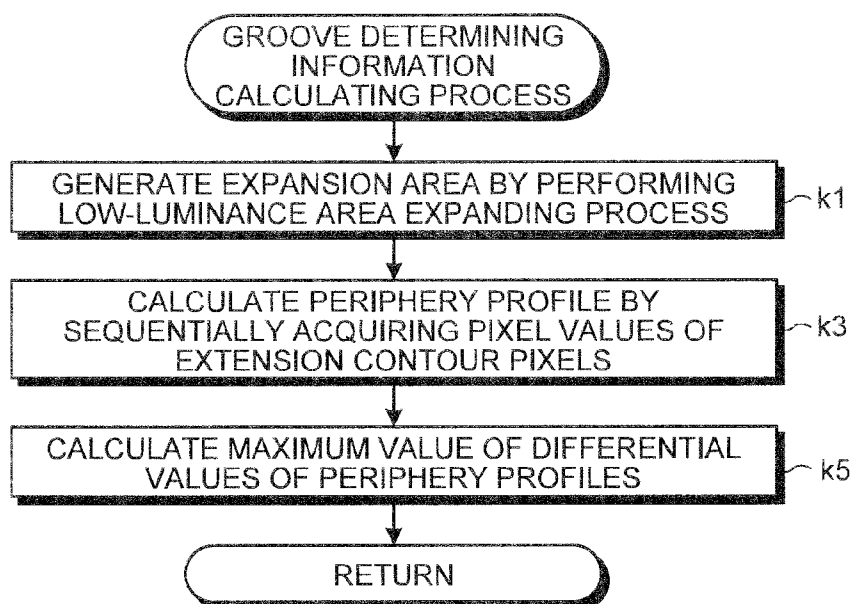 GROOVE DETERMINING
INFORMATION
CALCULATING PROCESS
GENERATE EXPANSION AREA BY PERFORMING
LOW-LUMINANCE AREA EXPANDING PROCESS
k1
CALCULATE PERIPHERY PROFILE BY
SEQUENTIALLY ACQUIRING PIXEL VALUES OF
EXTENSION CONTOUR PIXELS
k3
CALCULATE MAXIMUM VALUE OF DIFFERENTIAL
VALUES OF PERIPHERY PROFILES
k5
RETURN